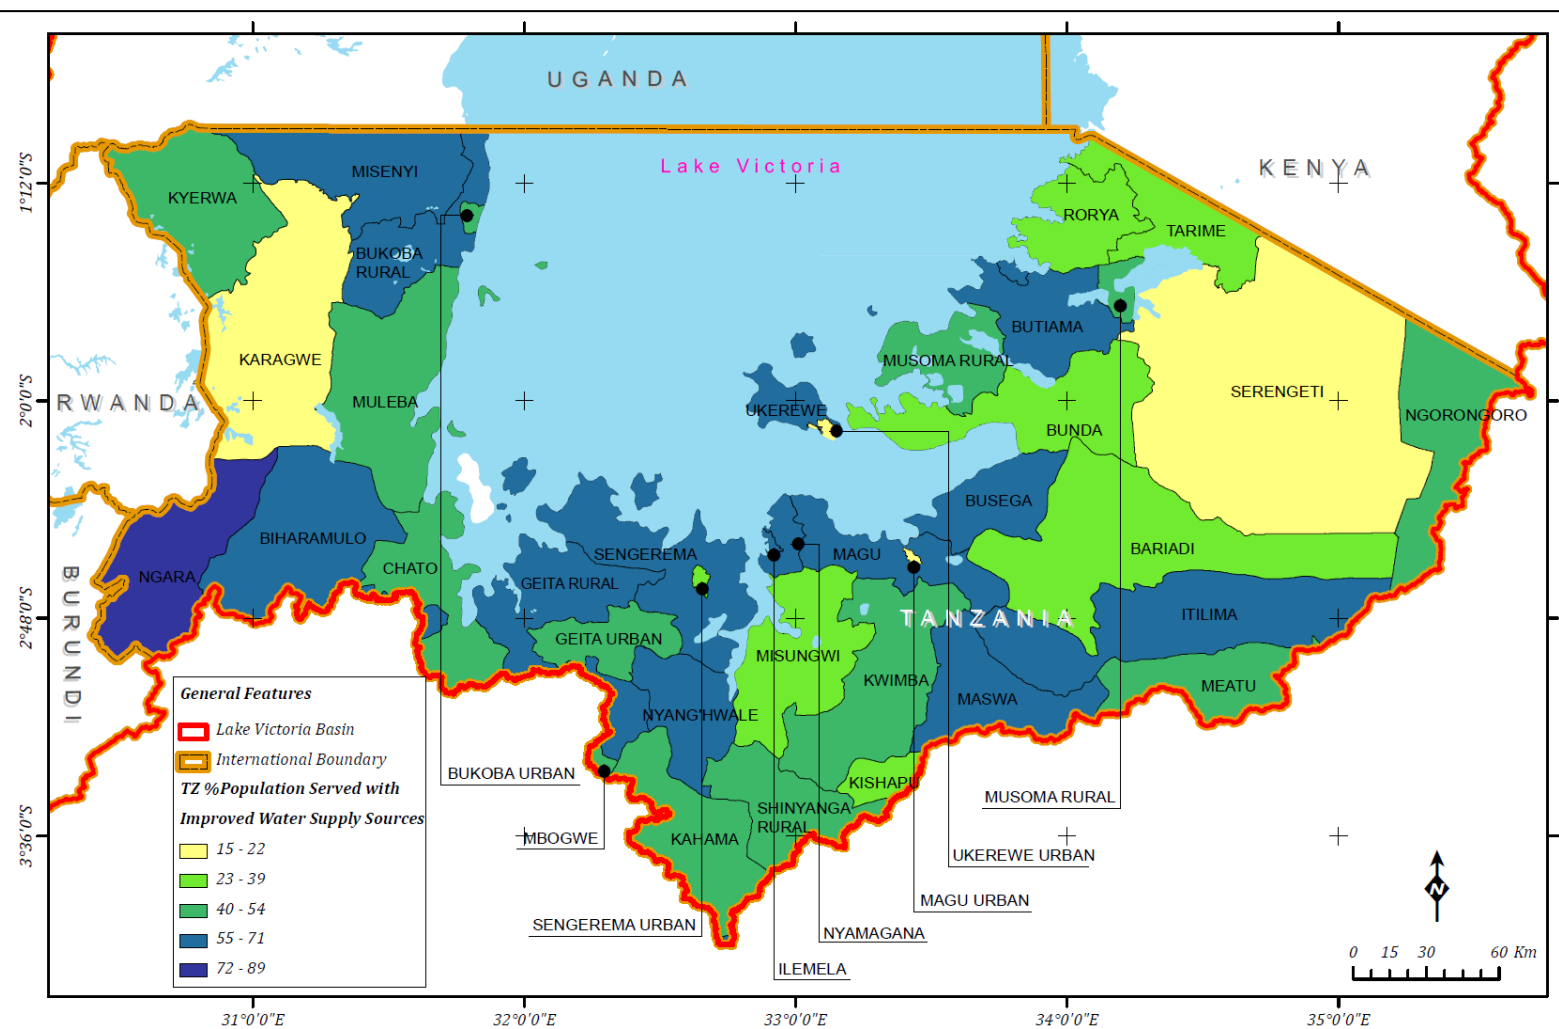 UGANDA
Lake Victoria
KENYA
RWANDA
BURUNDI
TANZANIA
MISENYI
KYERWA
BUKOBA
RURAL
KARAGWE
MULEBA
NGARA
BIHARAMULO
CHATO
RORYA
TARIME
BUTIAMA
MUSOMA RURAL
SERENGETI
NGORONGORO
UKEREWE
BUNDA
BUSEGA
BARIADI
SENGEREMA
MAGU
GEITA RURAL
GEITA URBAN
ITILIMA
MISUNGWI
KWIMBA
MASWA
MEATU
NYANG'HWALE
KISHAPU
SHINYANGA
RURAL
KAHAMA
BUKOBA URBAN
MBOGWE
SENGEREMA URBAN
ILEMELA
NYAMAGANA
MAGU URBAN
UKEREWE URBAN
MUSOMA RURAL
General Features
Lake Victoria Basin
International Boundary
TZ %Population Served with
Improved Water Supply Sources
15 - 22
23 - 39
40 - 54
55 - 71
72 - 89
N
0 15 30 60 Km
1°12'0"S
2°0'0"S
2°48'0"S
3°36'0"S
31°0'0"E
32°0'0"E
33°0'0"E
34°0'0"E
35°0'0"E